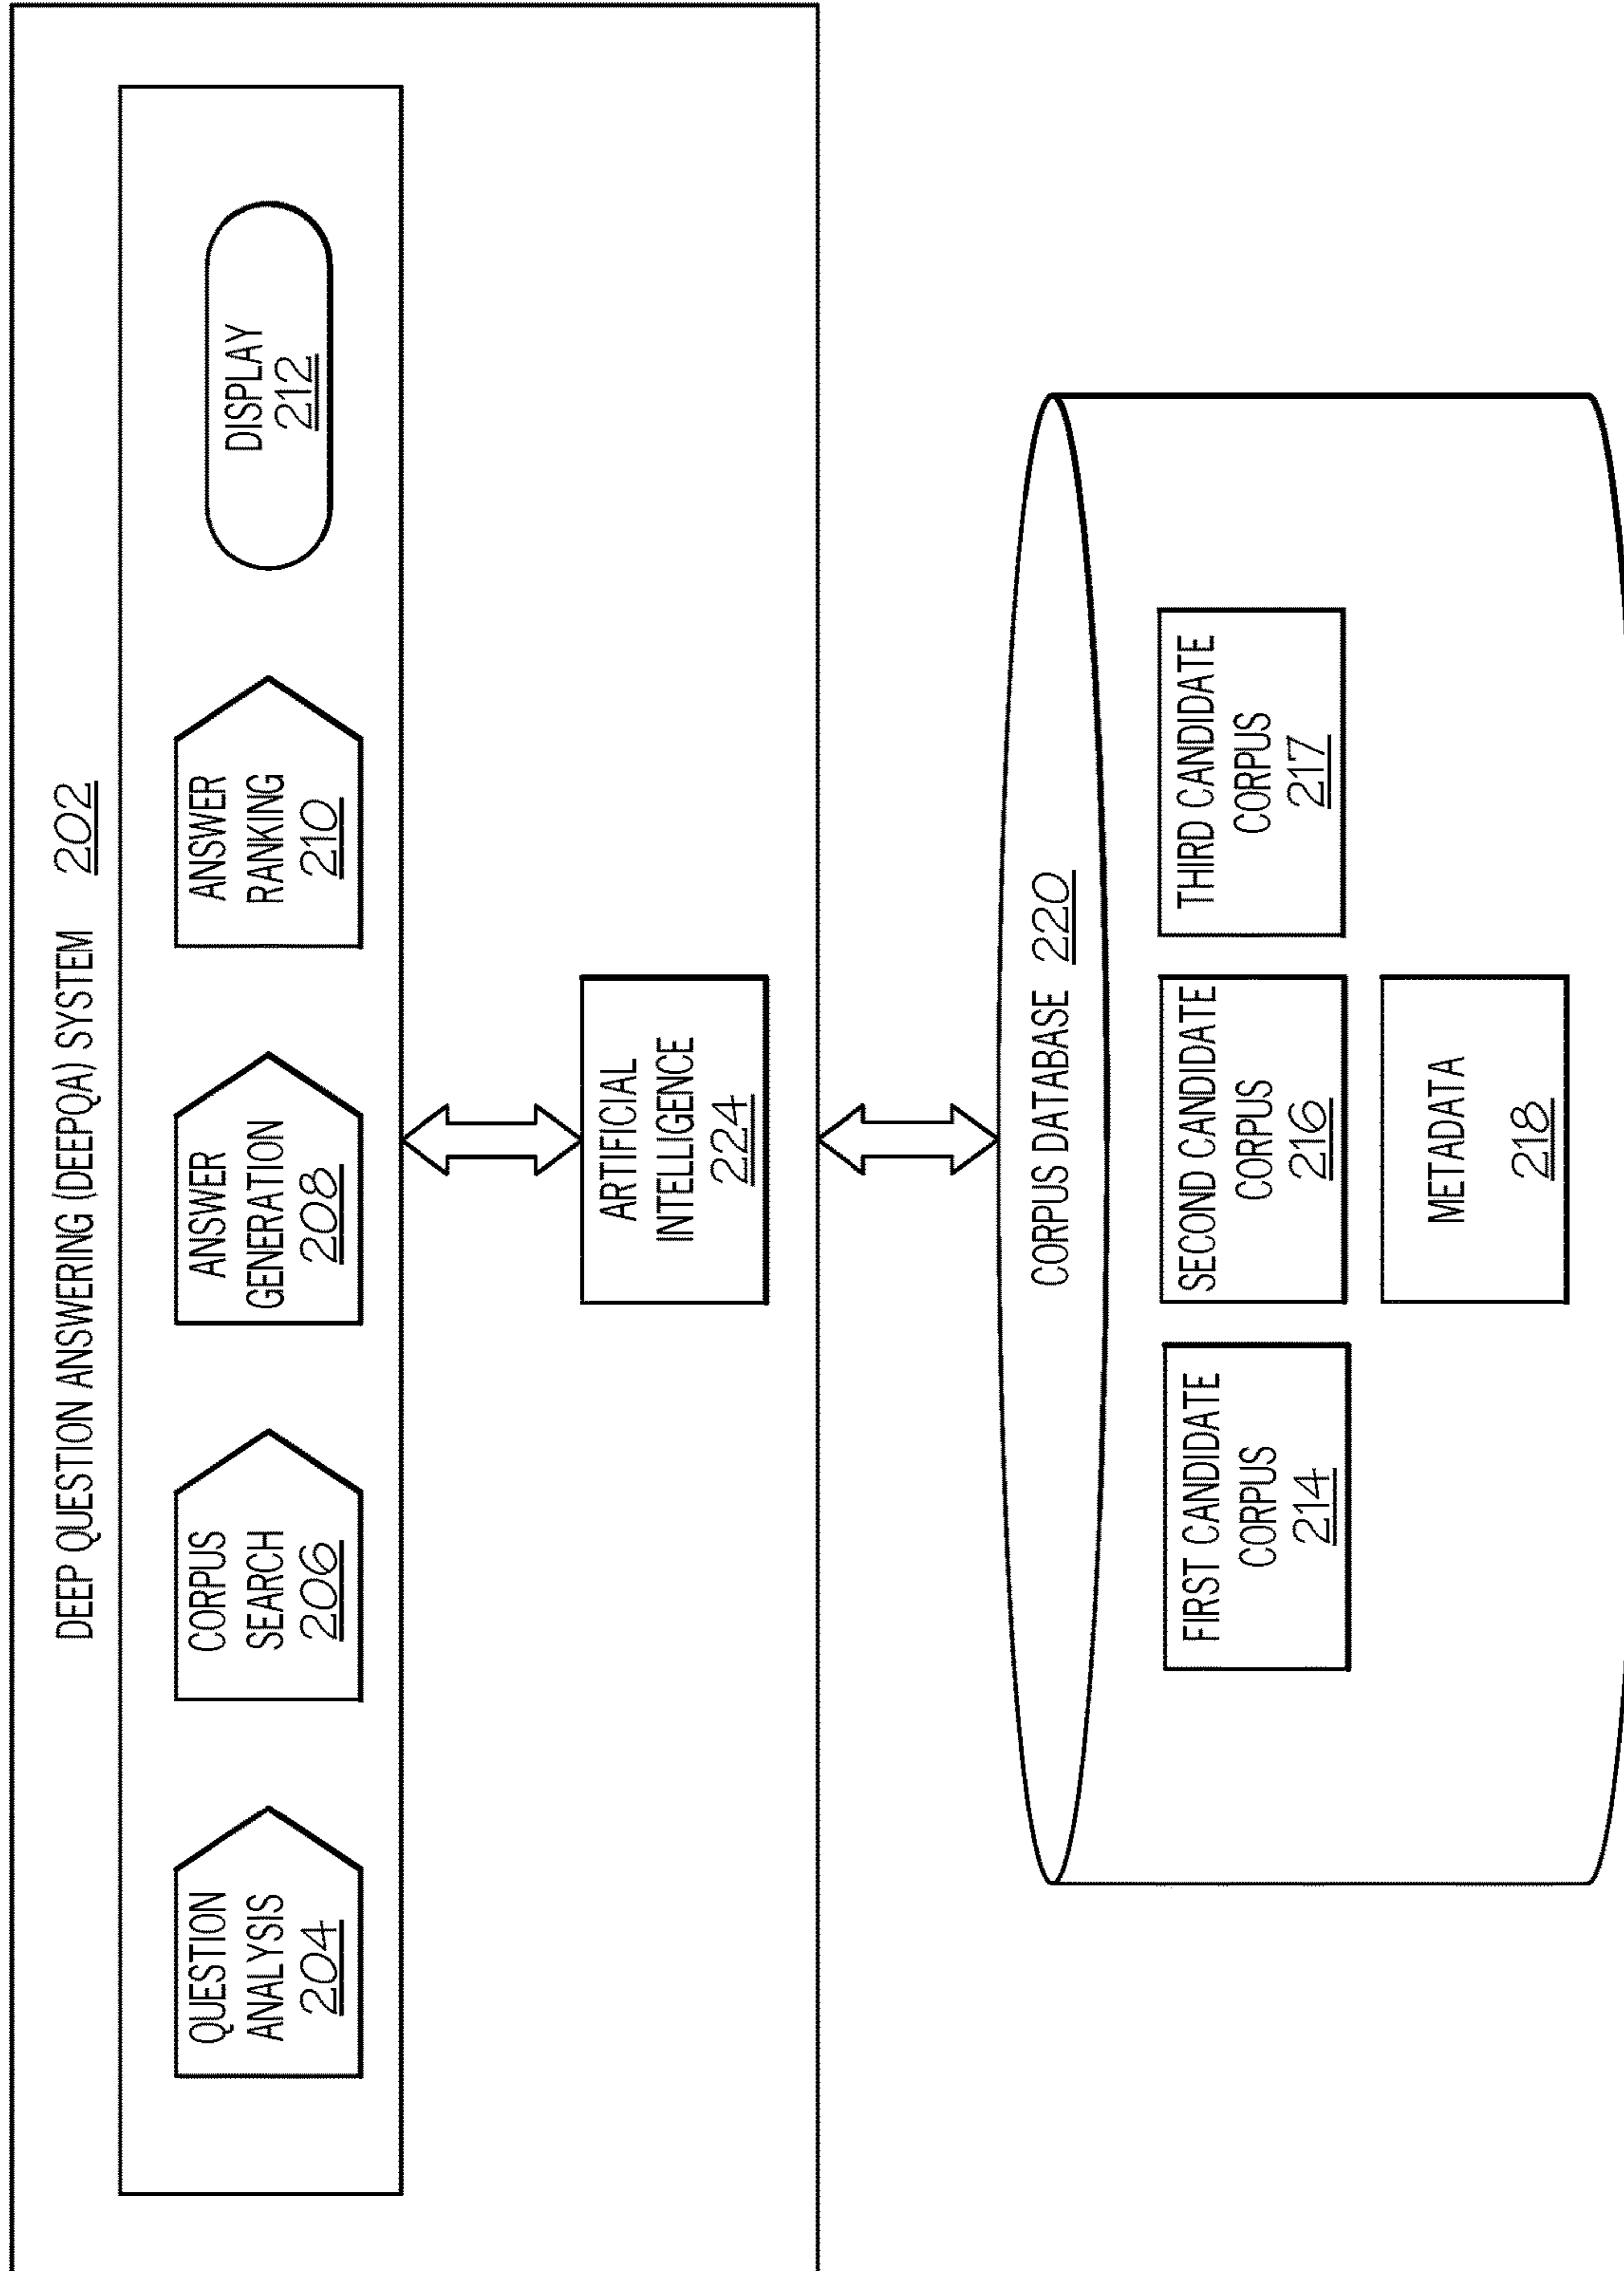 DEEP QUESTION ANSWERING (DEEPQA) SYSTEM 202
QUESTION
ANALYSIS
204
CORPUS
SEARCH
206
ANSWER
GENERATION
208
ANSWER
RANKING
210
DISPLAY
212
ARTIFICIAL
INTELLIGENCE
224
CORPUS DATABASE 220
FIRST CANDIDATE
CORPUS
214
SECOND CANDIDATE
CORPUS
216
THIRD CANDIDATE
CORPUS
217
METADATA
218